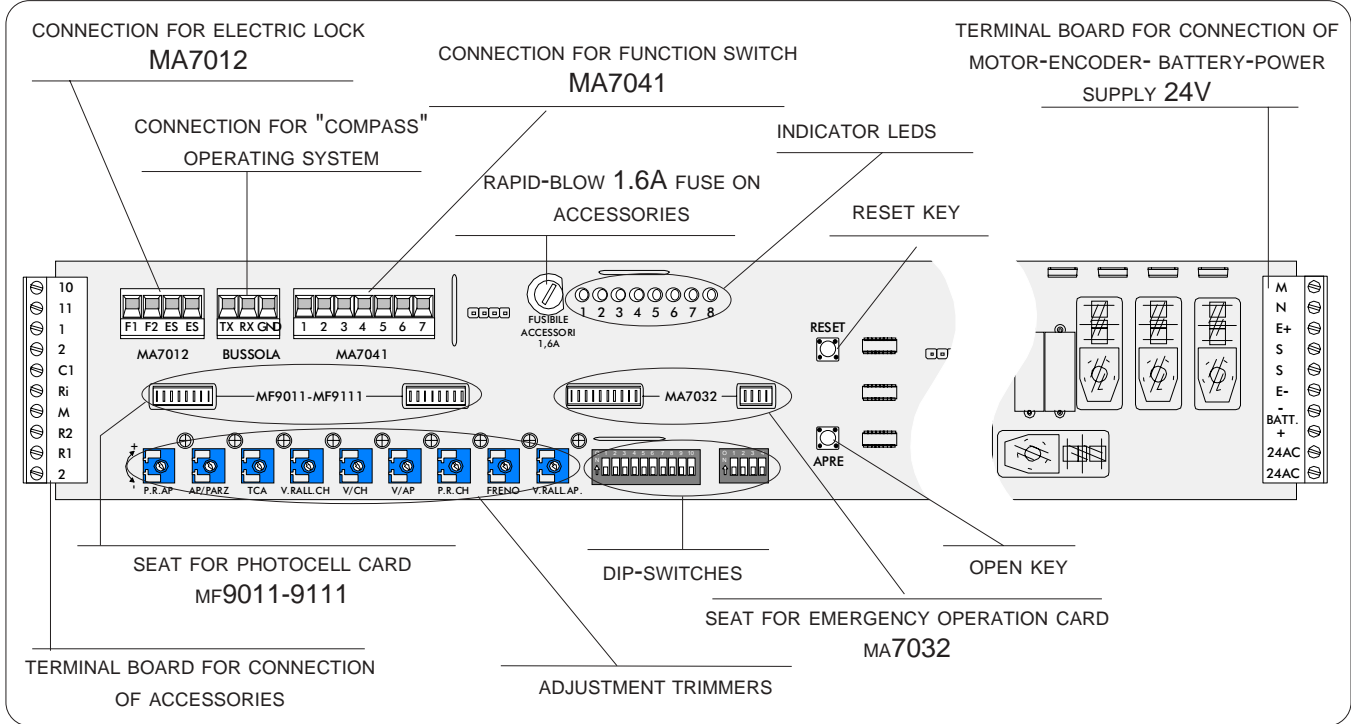 CONNECTION FOR ELECTRIC LOCK
MA7012
CONNECTION FOR FUNCTION SWITCH
MA7041
TERMINAL BOARD FOR CONNECTION OF
MOTOR-ENCODER- BATTERY-POWER
SUPPLY 24V
CONNECTION FOR "COMPASS"
OPERATING SYSTEM
INDICATOR LEDS
RAPID-BLOW 1.6A FUSE ON
ACCESSORIES
RESET KEY
10
11
1
2
C1
Ri
M
R2
R1
2
F1 F2 ES ES
MA7012
TX RX GND
BUSSOLA
1 2 3 4 5 6 7
MA7041
FUSIBILE
ACCESSORI
1,6A
1 2 3 4 5 6 7 8
RESET
MF9011-MF9111
MA7032
APRE
+
-
P.R.AP AP/PARZ TCA V.RALL.CH V/CH V/AP P.R.CH FRENO V.RALL.AP.
M
N
E+
S
S
E-
-
BATT.
+
24AC
24AC
SEAT FOR PHOTOCELL CARD
MF9011-9111
DIP-SWITCHES
OPEN KEY
SEAT FOR EMERGENCY OPERATION CARD
MA7032
TERMINAL BOARD FOR CONNECTION
OF ACCESSORIES
ADJUSTMENT TRIMMERS